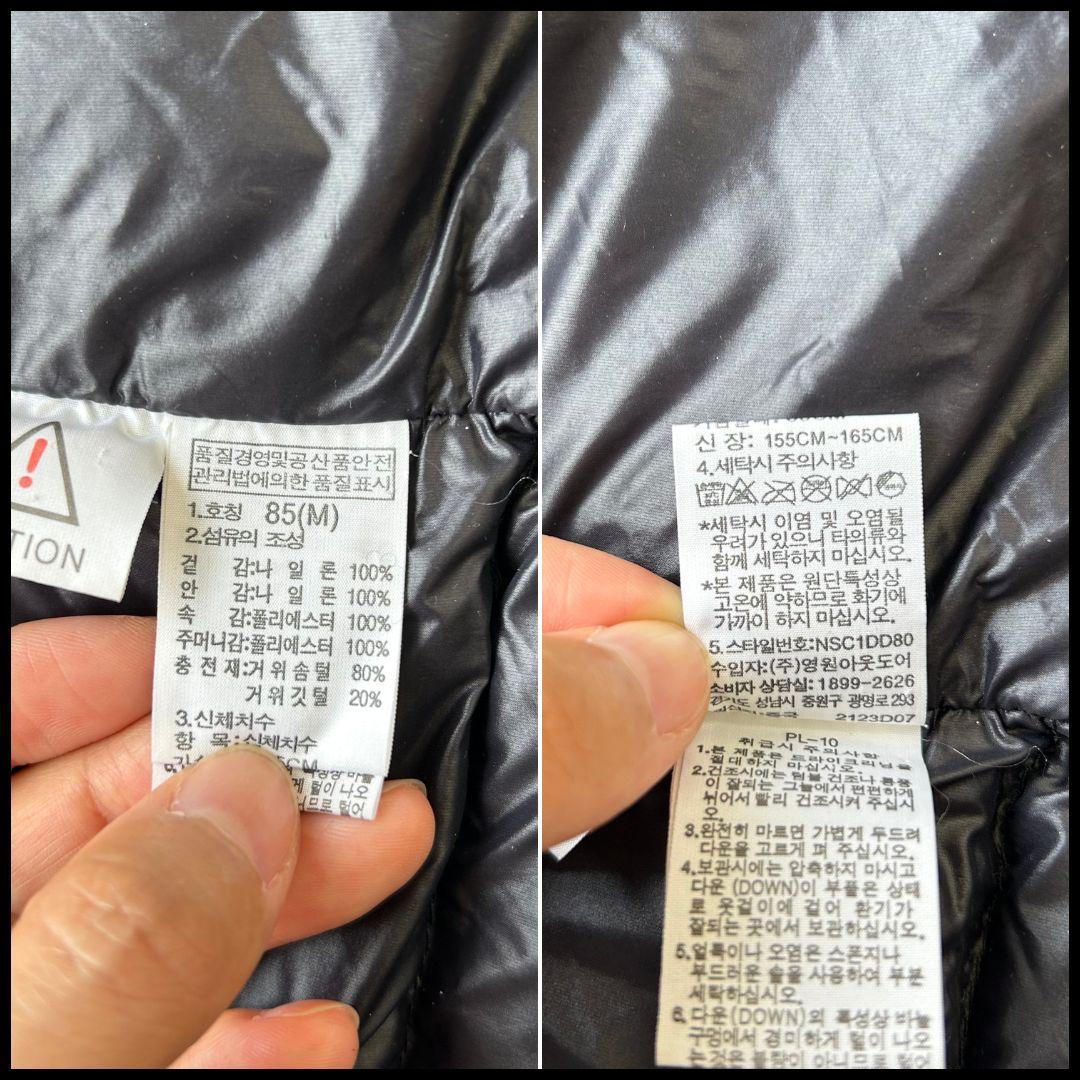 !
TION
품질경영및공산품안전
관리법에의한 품질표시
1.호칭 85(M)
2.섬유의 조성
겉 감:나 일 론 100%
안 감:나 일 론 100%
속 감:폴리에스터 100%
주머니감:폴리에스터 100%
충 전 재:거 위 솜 털 80%
거 위 깃 털 20%
3.신체치수
항 목:신체치수
신 장: 155CM~165CM
4.세탁시 주의사항
*세탁시 이염 및 오염될
우려가 있으니 타의류와
함께 세탁하지 마십시오.
*본 제품은 원단특성상
고온에 약하므로 화기에
가까이 하지 마십시오.
5.스타일번호:NSC1DD80
수입자:(주)영원아웃도어
소비자 상담실: 1899-2626
경기도 성남시 중원구 광명로 293
2123D07
PL-10
취급시 주의사항
1.본 제품은 드라이크리닝을
절대하지 마십시오.
2.건조시에는 텀블 건조나 통풍
이 잘되는 그늘에서 편편하게
뉘어서 빨리 건조시켜 주십시
오.
3.완전히 마르면 가볍게 두드려
다운을 고르게 펴 주십시오.
4.보관시에는 압축하지 마시고
다운 (DOWN)이 부풀은 상태
로 옷걸이에 걸어 환기가
잘되는 곳에서 보관하십시오.
5.얼룩이나 오염은 스폰지나
부드러운 솔을 사용하여 부분
세탁하십시오.
6.다운 (DOWN)의 특성상 바늘
구멍에서 경미하게 털이 나오
는것은 불량이 아니므로 털어